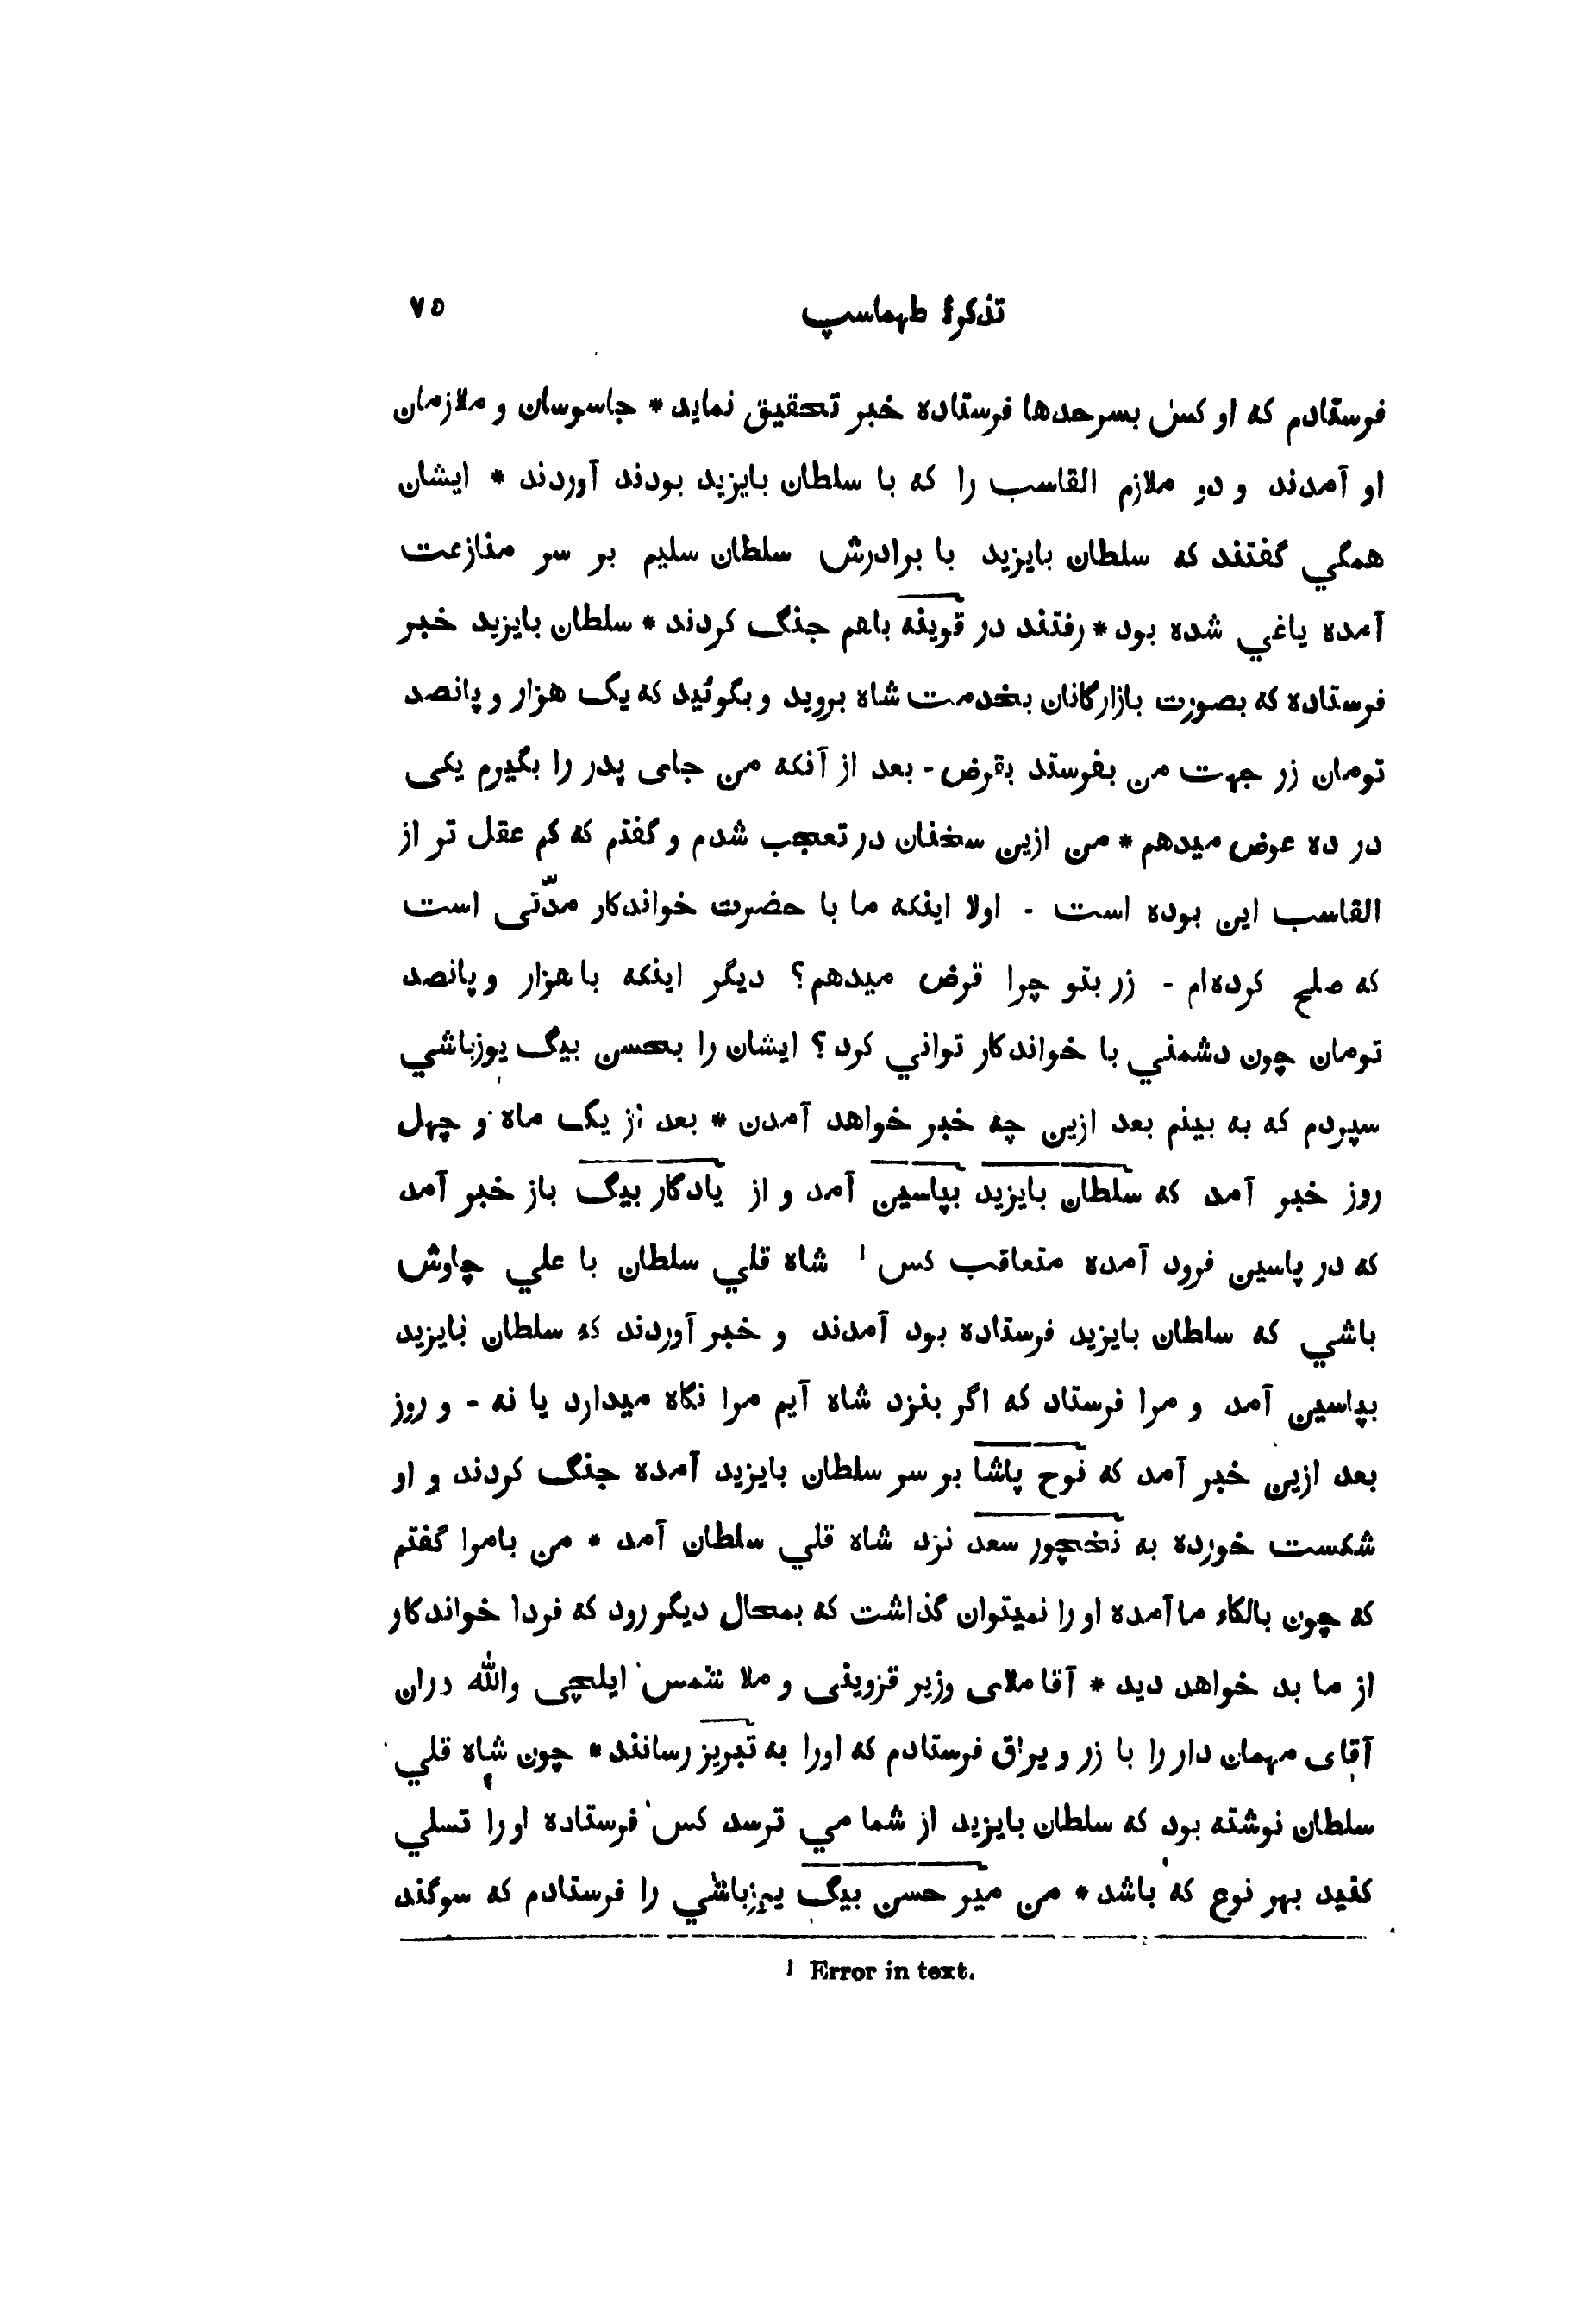 تذکرهٔ طهماسپ ٧٥
فرستادم که او کس بسرحدها فرستاده خبر تحقیق نماید * جاسوسان و ملازمان
او آمدند و دو ملازم القاسب را که با سلطان بایزید بودند آوردند * ایشان
همگي گفتند که سلطان بایزید با برادرش سلطان سلیم بر سر منازعت
آمده یاغي شده بود * رفتند در قوینه باهم جنگ کردند * سلطان بایزید خبر
فرستاده که بصورت بازارگانان بخدمت شاه بروید و بگوئید که یک هزار و پانصد
تومان زر جهت من بفرستد بقرض - بعد از آنکه من جای پدر را بگیرم یکی
در ده عوض میدهم * من ازین سخنان در تعجب شدم و گفتم که کم عقل تر از
القاسب این بوده است - اولا اینکه ما با حضرت خواندکار مدّتی است
که صلح کرده‌ام - زر بتو چرا قرض میدهم؟ دیگر اینکه با هزار و پانصد
تومان چون دشمني با خواندکار تواني کرد؟ ایشان را بحسن بیگ یوزباشي
سپردم که به بینم بعد ازین چه خبر خواهد آمدن * بعد از یک ماه و چهل
روز خبر آمد که سلطان بایزید بپاسین آمد و از یادگار بیگ باز خبر آمد
که در پاسین فرود آمده متعاقب کس ١ شاه قلي سلطان با علي چاوش
باشي که سلطان بایزید فرستاده بود آمدند و خبر آوردند که سلطان بایزید
بپاسین آمد و مرا فرستاد که اگر بنزد شاه آیم مرا نگاه میدارد یا نه - و روز
بعد ازین خبر آمد که نوح پاشا بر سر سلطان بایزید آمده جنگ کردند و او
شکست خورده به نخچور سعد نزد شاه قلي سلطان آمد * من بامرا گفتم
که چون بالکاء ما آمده او را نمیتوان گذاشت که بمحال دیگر رود که فردا خواندکار
از ما بد خواهد دید * آقا ملای وزیر قزوینی و ملا شمس ایلچی والله دران
آقای مهمان دار را با زر و یراق فرستادم که اورا به تبریز رسانند * چون شاه قلي
سلطان نوشته بود که سلطان بایزید از شما مي ترسد کس فرستاده او را تسلي
کنید بهر نوع که باشد * من میر حسن بیگ یوزباشي را فرستادم که سوگند
١ Error in text.